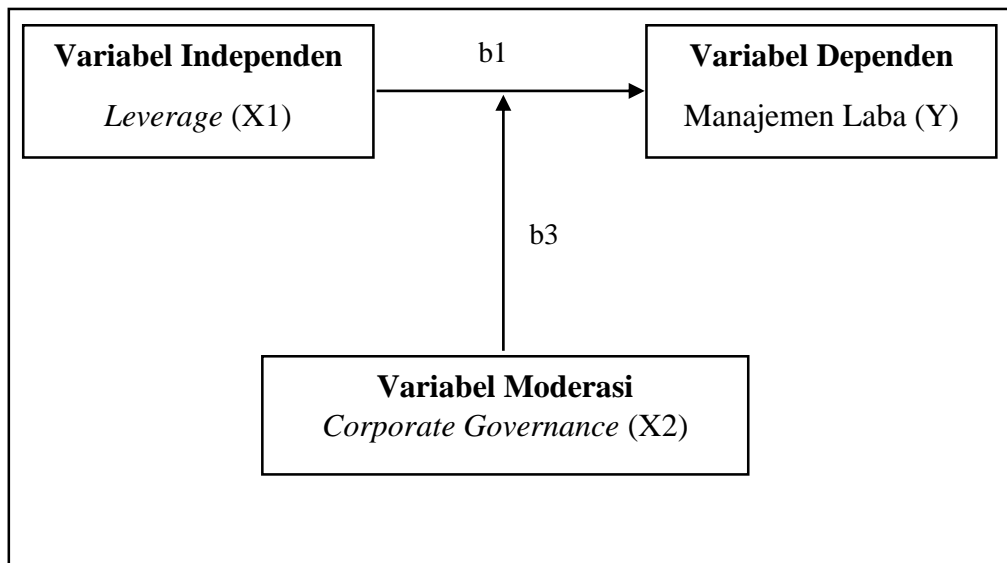 Variabel Independen
Leverage (X1)
b1
Variabel Dependen
Manajemen Laba (Y)
b3
Variabel Moderasi
Corporate Governance (X2)